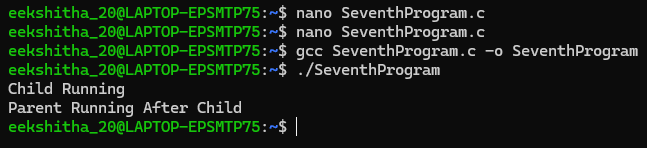 eekshitha_20@LAPTOP-EPSMTP75:~$ nano SeventhProgram.c
eekshitha_20@LAPTOP-EPSMTP75:~$ nano SeventhProgram.c
eekshitha_20@LAPTOP-EPSMTP75:~$ gcc SeventhProgram.c -o SeventhProgram
eekshitha_20@LAPTOP-EPSMTP75:~$ ./SeventhProgram
Child Running
Parent Running After Child
eekshitha_20@LAPTOP-EPSMTP75:~$